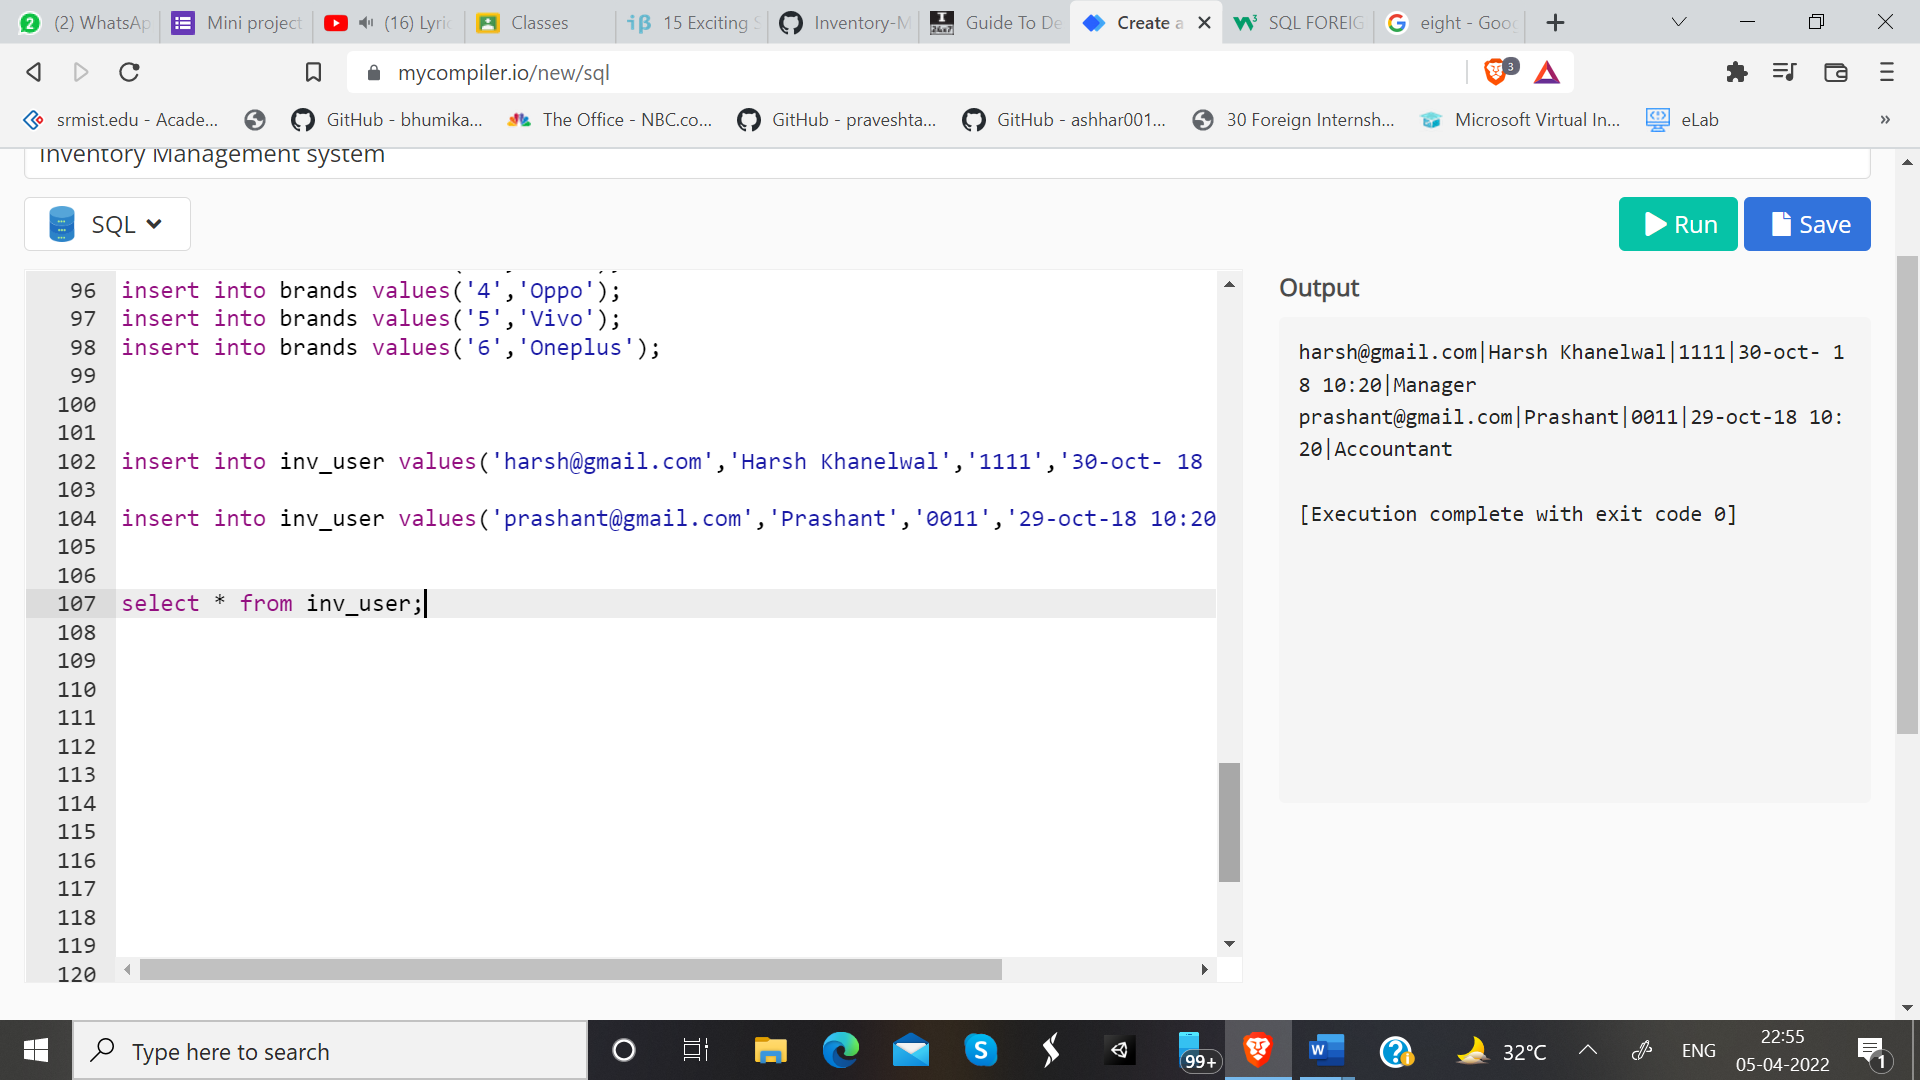 (2) WhatsAp
Mini project
(16) Lyri
Classes
iβ 15 Exciting S
Inventory-M
Guide To De
Create a
SQL FOREIG
eight - Goo
mycompiler.io/new/sql
3
srmist.edu - Acade...
GitHub - bhumika...
The Office - NBC.co...
GitHub - praveshta...
GitHub - ashhar001...
30 Foreign Internsh...
Microsoft Virtual In...
eLab
»
Inventory Management system
SQL
Run
Save
96 insert into brands values('4','Oppo');
97 insert into brands values('5','Vivo');
98 insert into brands values('6','Oneplus');
99
100
101
102 insert into inv_user values('harsh@gmail.com','Harsh Khanelwal','1111','30-oct- 18
103
104 insert into inv_user values('prashant@gmail.com','Prashant','0011','29-oct-18 10:20
105
106
107 select * from inv_user;
108
109
110
111
112
113
114
115
116
117
118
119
120
Output
harsh@gmail.com|Harsh Khanelwal|1111|30-oct- 1
8 10:20|Manager
prashant@gmail.com|Prashant|0011|29-oct-18 10:
20|Accountant
[Execution complete with exit code 0]
Type here to search
99+
32°C
ENG
22:55
05-04-2022
1